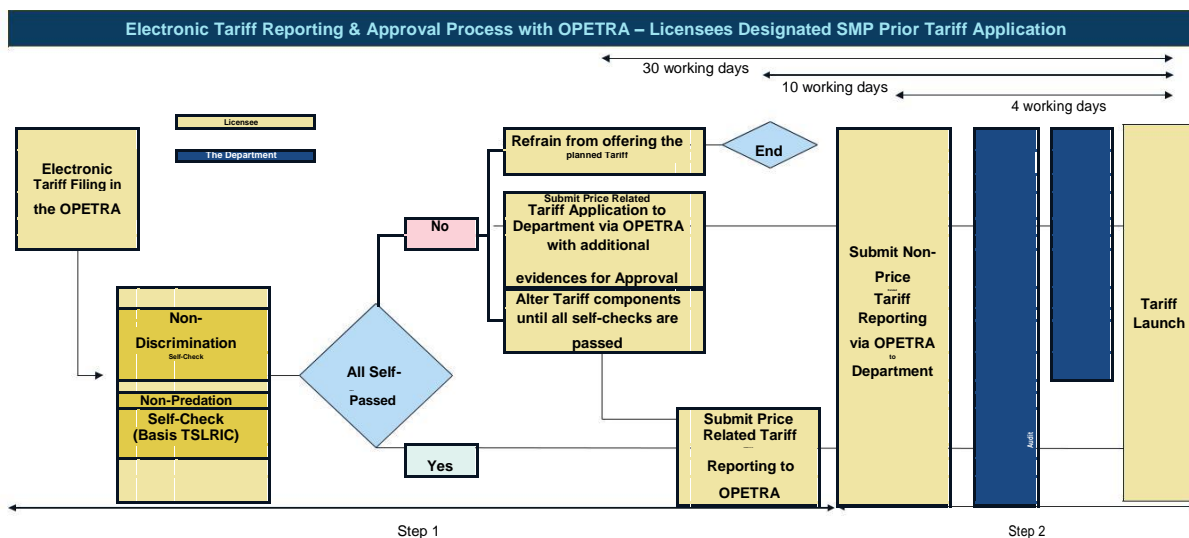 Electronic Tariff Reporting & Approval Process with OPETRA – Licensees Designated SMP Prior Tariff Application
30 working days
10 working days
4 working days
Licensee
The Department
Electronic
Tariff Filing in
the OPETRA
Refrain from offering the
planned Tariff
End
No
Submit Price Related
Tariff Application to
Department via OPETRA
with additional
evidences for Approval
Alter Tariff components
until all self-checks are
passed
Non-
Discrimination
Self-Check
Non-Predation
Self-Check
(Basis TSLRIC)
All Self-
Passed
Yes
Submit Price
Related Tariff
Reporting to
OPETRA
Submit Non-
Price
Tariff
Reporting
via OPETRA
to
Department
Audit
Tariff
Launch
Step 1
Step 2